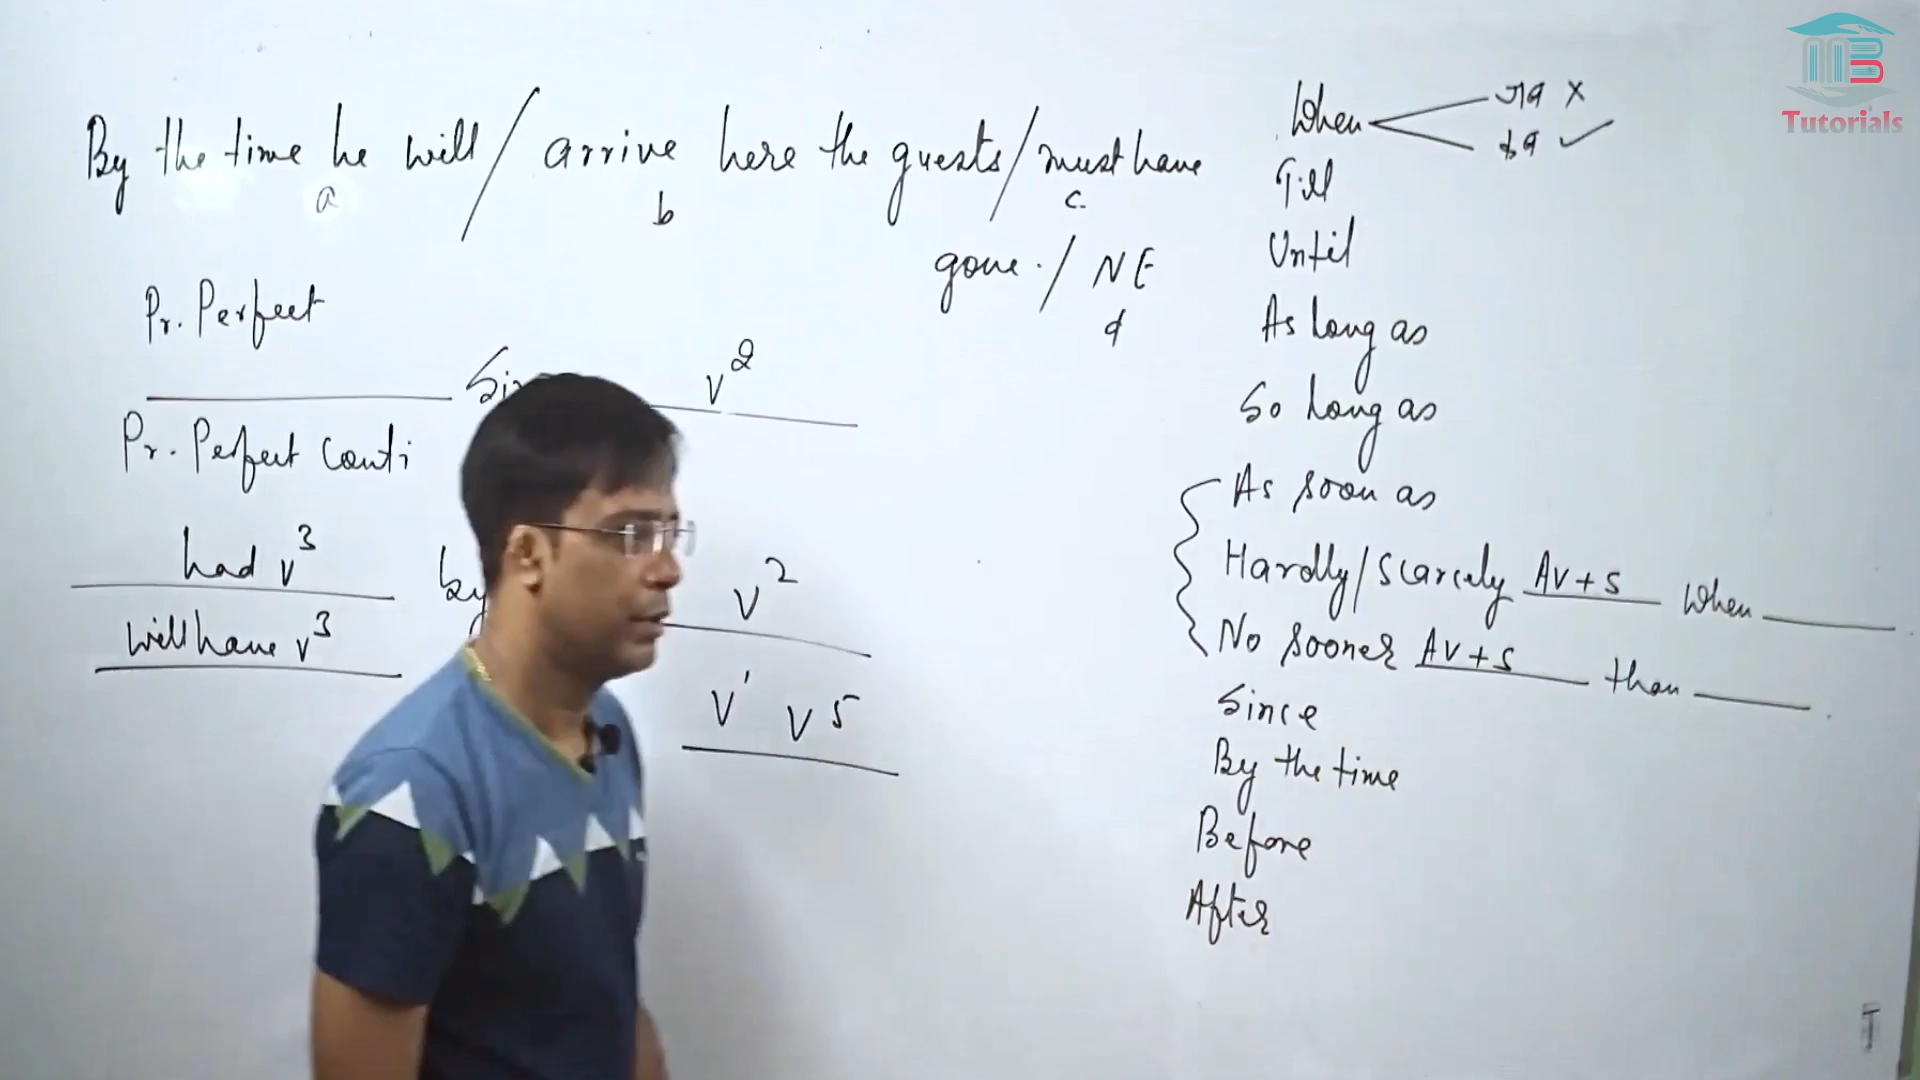 By the time he will / arrive here the guests / must have
a b c.
gone . / NE
d
Pr. Perfect
V2
Pr. Perfect conti
had V3
V2
will have V3
V1 V5
When जब ×
कब ✓
Till
Until
As long as
So long as
As soon as
Hardly/Scarcely AV+S when
No sooner AV+S than
Since
By the time
Before
After
MB
Tutorials